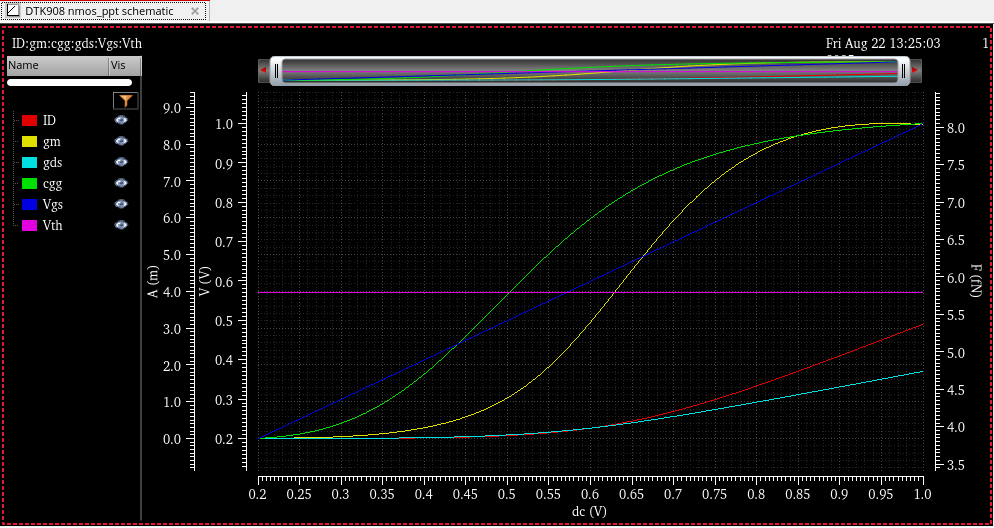 DTK908 nmos_ppt schematic
ID:gm:cgg:gds:Vgs:Vth
Fri Aug 22 13:25:03
1
Name Vis
ID
gm
gds
cgg
Vgs
Vth
9.0
8.0
7.0
6.0
5.0
4.0
3.0
2.0
1.0
0.0
A (m)
1.0
0.9
0.8
0.7
0.6
0.5
0.4
0.3
0.2
V (V)
8.0
7.5
7.0
6.5
6.0
5.5
5.0
4.5
4.0
3.5
F (fN)
0.2 0.25 0.3 0.35 0.4 0.45 0.5 0.55 0.6 0.65 0.7 0.75 0.8 0.85 0.9 0.95 1.0
dc (V)